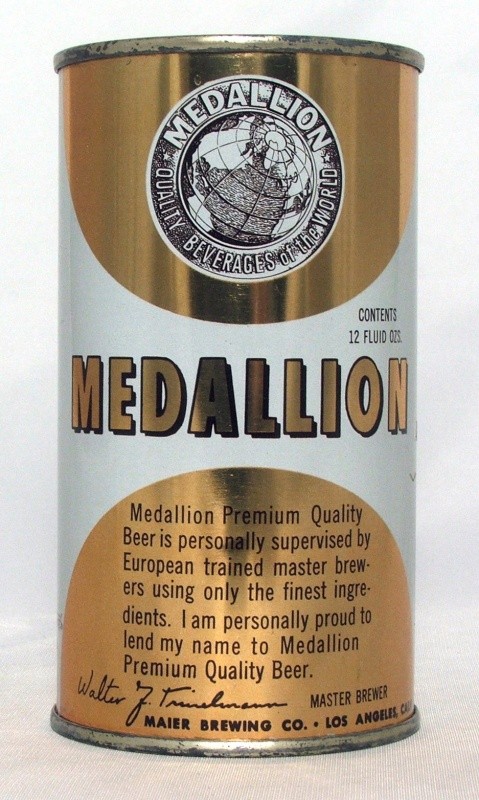 MEDALLION
QUALITY BEVERAGES of the WORLD
CONTENTS
12 FLUID OZS.
MEDALLION
Medallion Premium Quality
Beer is personally supervised by
European trained master brew-
ers using only the finest ingre-
dients. I am personally proud to
lend my name to Medallion
Premium Quality Beer.
Walter J.
MASTER BREWER
MAIER BREWING CO. • LOS ANGELES,